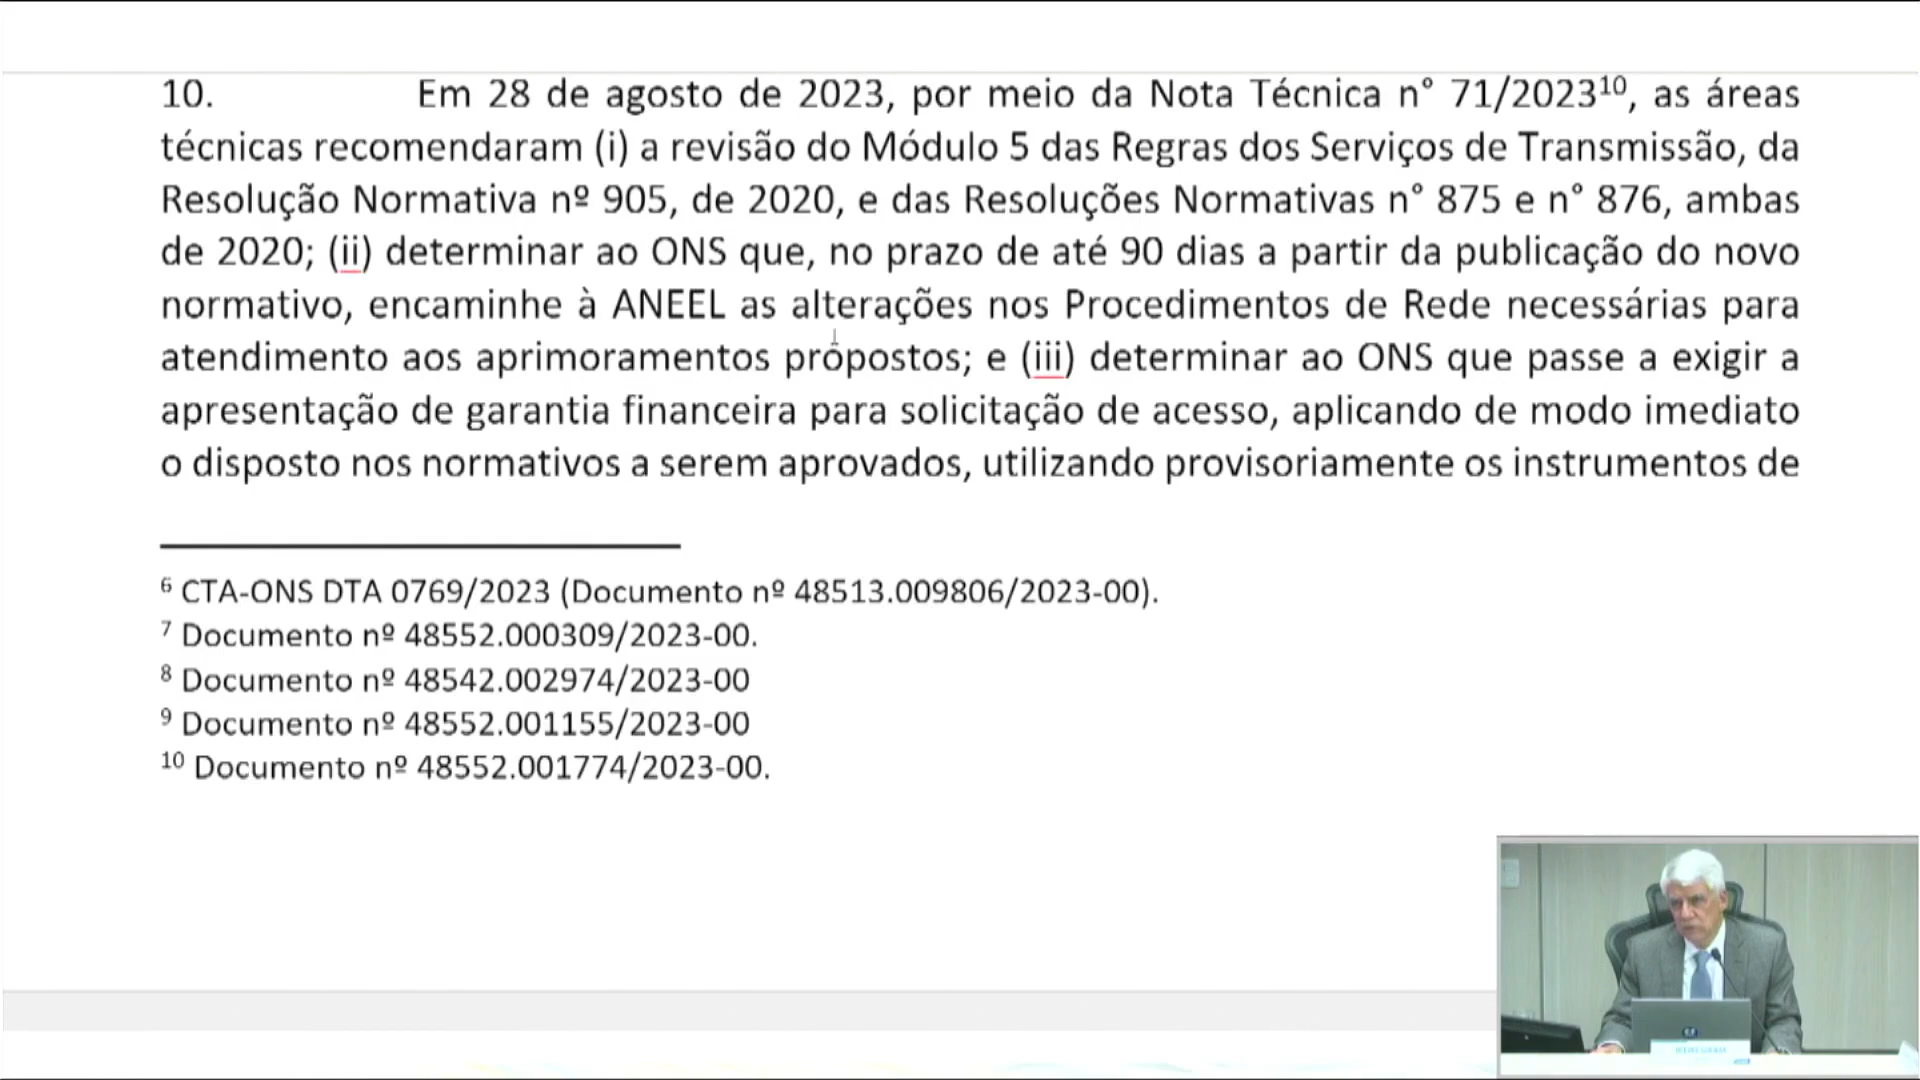 10. Em 28 de agosto de 2023, por meio da Nota Técnica n° 71/2023¹⁰, as áreas
técnicas recomendaram (i) a revisão do Módulo 5 das Regras dos Serviços de Transmissão, da
Resolução Normativa nº 905, de 2020, e das Resoluções Normativas n° 875 e n° 876, ambas
de 2020; (ii) determinar ao ONS que, no prazo de até 90 dias a partir da publicação do novo
normativo, encaminhe à ANEEL as alterações nos Procedimentos de Rede necessárias para
atendimento aos aprimoramentos propostos; e (iii) determinar ao ONS que passe a exigir a
apresentação de garantia financeira para solicitação de acesso, aplicando de modo imediato
o disposto nos normativos a serem aprovados, utilizando provisoriamente os instrumentos de
⁶ CTA-ONS DTA 0769/2023 (Documento nº 48513.009806/2023-00).
⁷ Documento nº 48552.000309/2023-00.
⁸ Documento nº 48542.002974/2023-00
⁹ Documento nº 48552.001155/2023-00
¹⁰ Documento nº 48552.001774/2023-00.